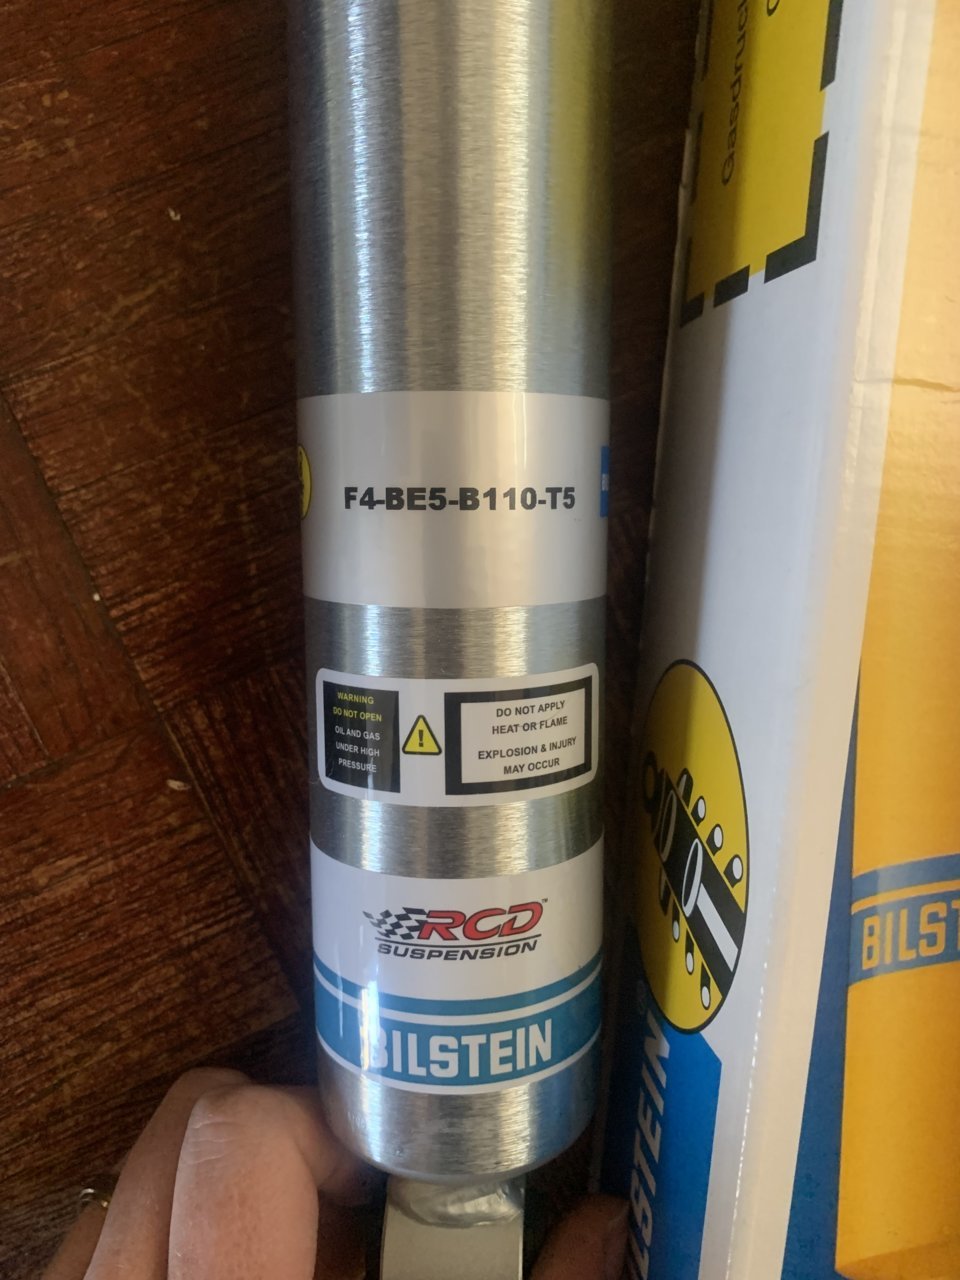 Gasdruck
F4-BE5-B110-T5
WARNING
DO NOT OPEN
OIL AND GAS
UNDER HIGH
PRESSURE
DO NOT APPLY
HEAT OR FLAME
EXPLOSION & INJURY
MAY OCCUR
RCD™
SUSPENSION
BILSTEIN
BILST
BILSTEIN